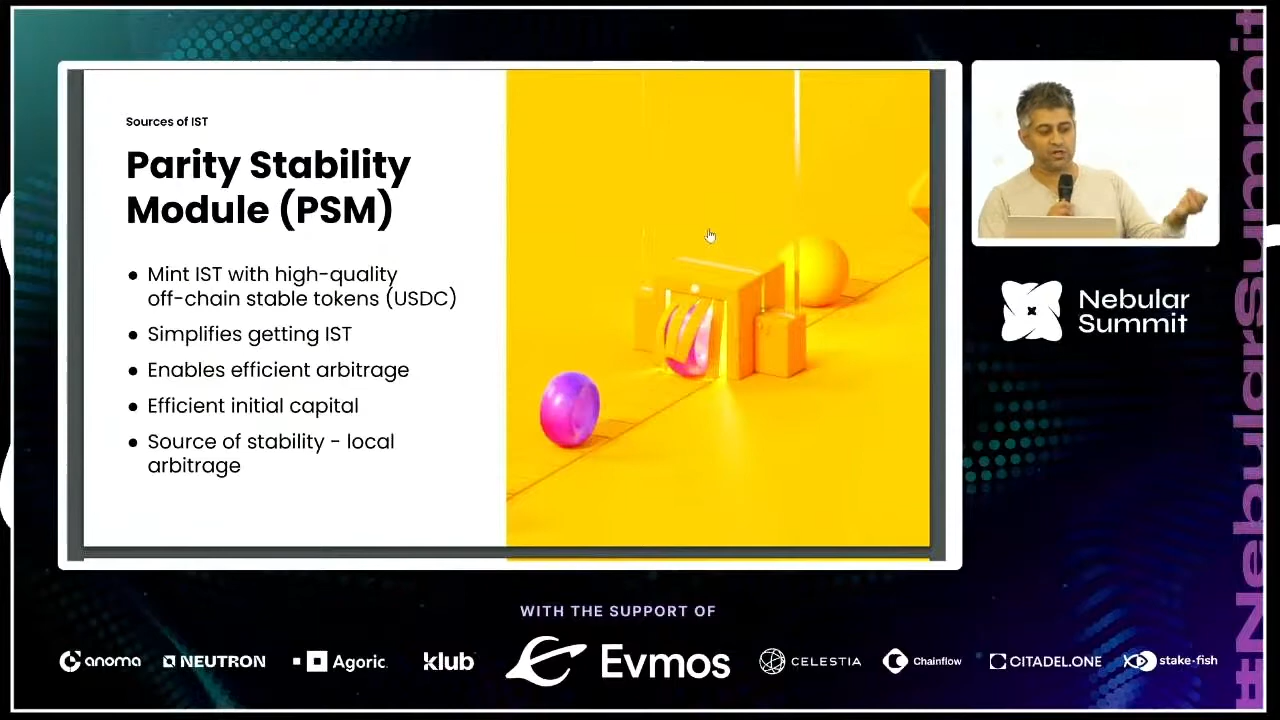 Sources of IST
Parity Stability
Module (PSM)
● Mint IST with high-quality
off-chain stable tokens (USDC)
● Simplifies getting IST
● Enables efficient arbitrage
● Efficient initial capital
● Source of stability - local
arbitrage
Nebular
Summit
#NebularSummit
WITH THE SUPPORT OF
anoma
NEUTRON
Agoric
klub
Evmos
CELESTIA
Chainflow
CITADEL.ONE
stake·fish